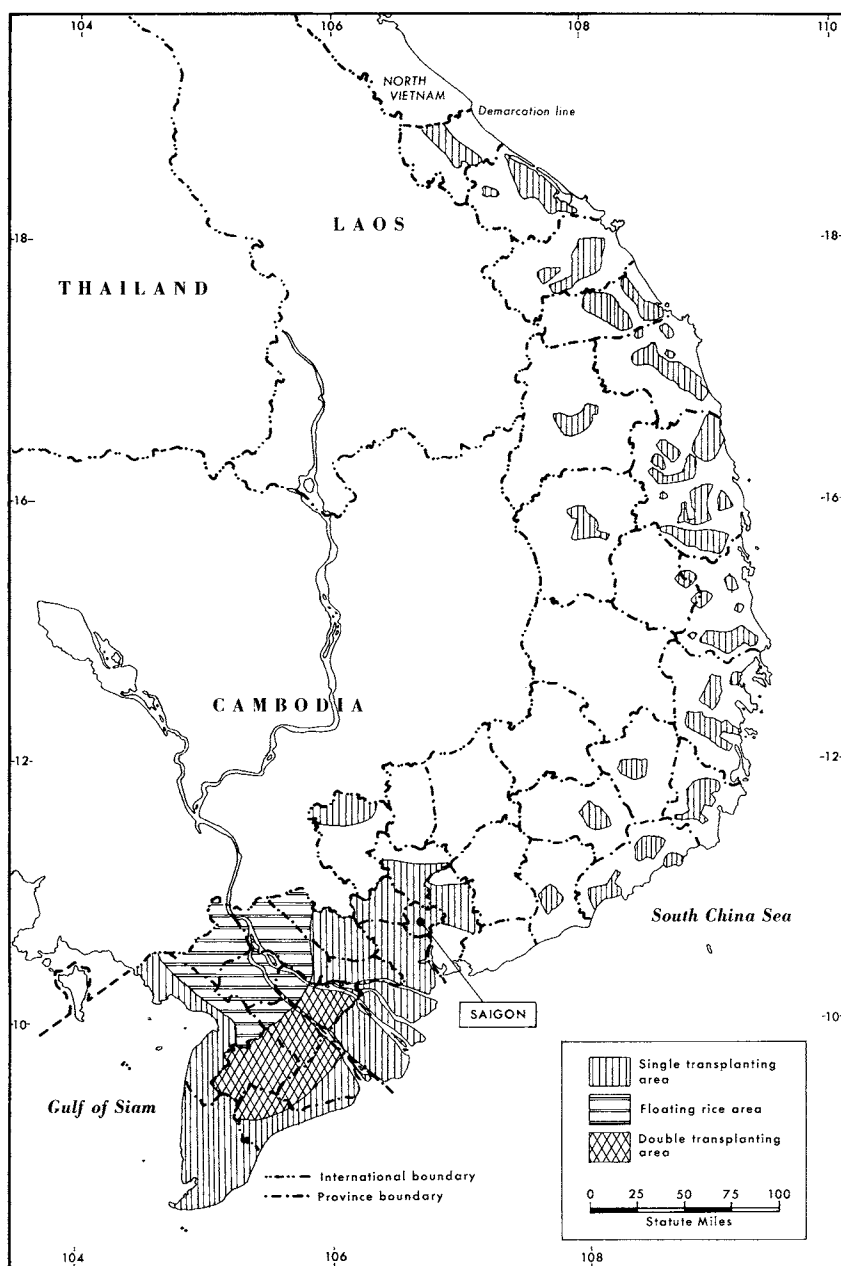 104
106
108
110
NORTH
VIETNAM
Demarcation line
LAOS
-18
-18
THAILAND
16-
-16
CAMBODIA
12-
-12
South China Sea
SAIGON
10-
-10
Gulf of Siam
Single transplanting
area
Floating rice area
Double transplanting
area
International boundary
Province boundary
0 25 50 75 100
Statute Miles
104
106
108